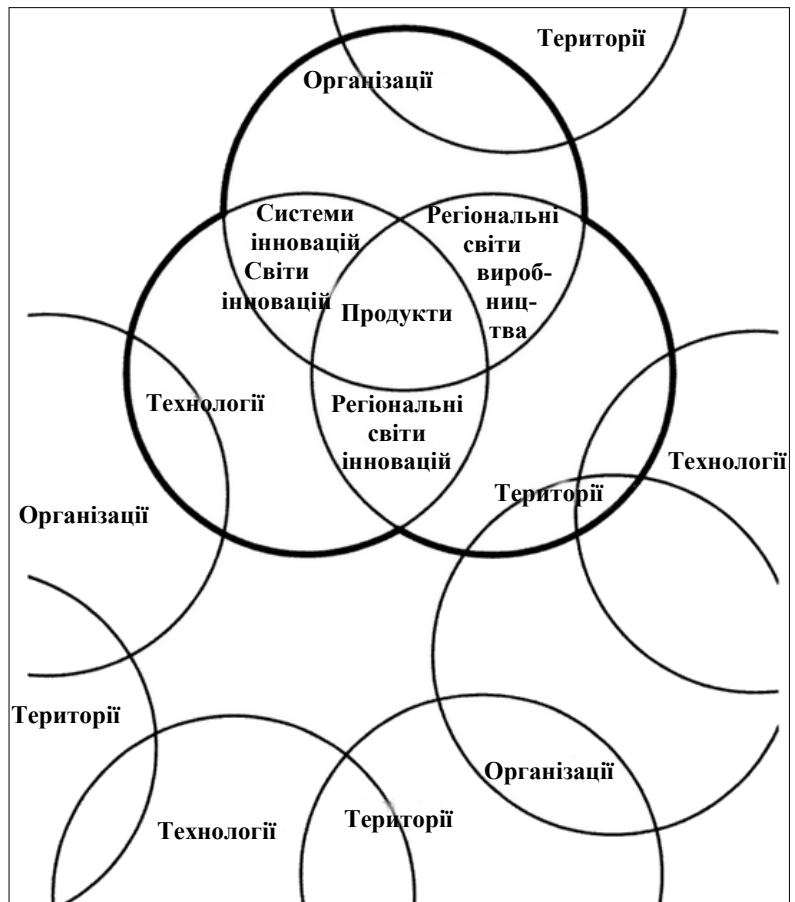 Території
Організації
Системи
інновацій
Світи
інновацій
Регіональні
світи
вироб-
ниц-
тва
Продукти
Технології
Регіональні
світи
інновацій
Технології
Території
Організації
Території
Організації
Технології
Території